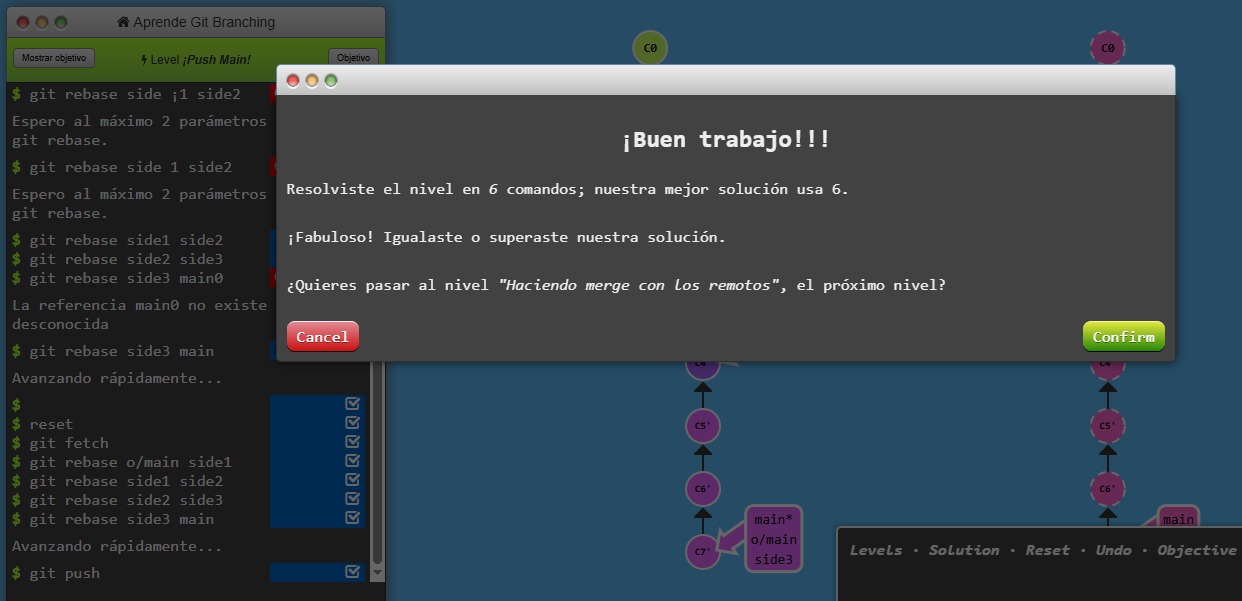 Aprende Git Branching
Mostrar objetivo
Level ¡Push Main!
Objetivo
$ git rebase side ¡1 side2
Espero al máximo 2 parámetros
git rebase.
$ git rebase side 1 side2
Espero al máximo 2 parámetros
git rebase.
$ git rebase side1 side2
$ git rebase side2 side3
$ git rebase side3 main0
La referencia main0 no existe
desconocida
$ git rebase side3 main
Avanzando rápidamente...
$
$ reset
$ git fetch
$ git rebase o/main side1
$ git rebase side1 side2
$ git rebase side2 side3
$ git rebase side3 main
Avanzando rápidamente...
$ git push
C0
C0
¡Buen trabajo!!!
Resolviste el nivel en 6 comandos; nuestra mejor solución usa 6.
¡Fabuloso! Igualaste o superaste nuestra solución.
¿Quieres pasar al nivel "Haciendo merge con los remotos", el próximo nivel?
Cancel
Confirm
C5'
C5'
C6'
C6'
main*
o/main
side3
C7'
main
Levels · Solution · Reset · Undo · Objective